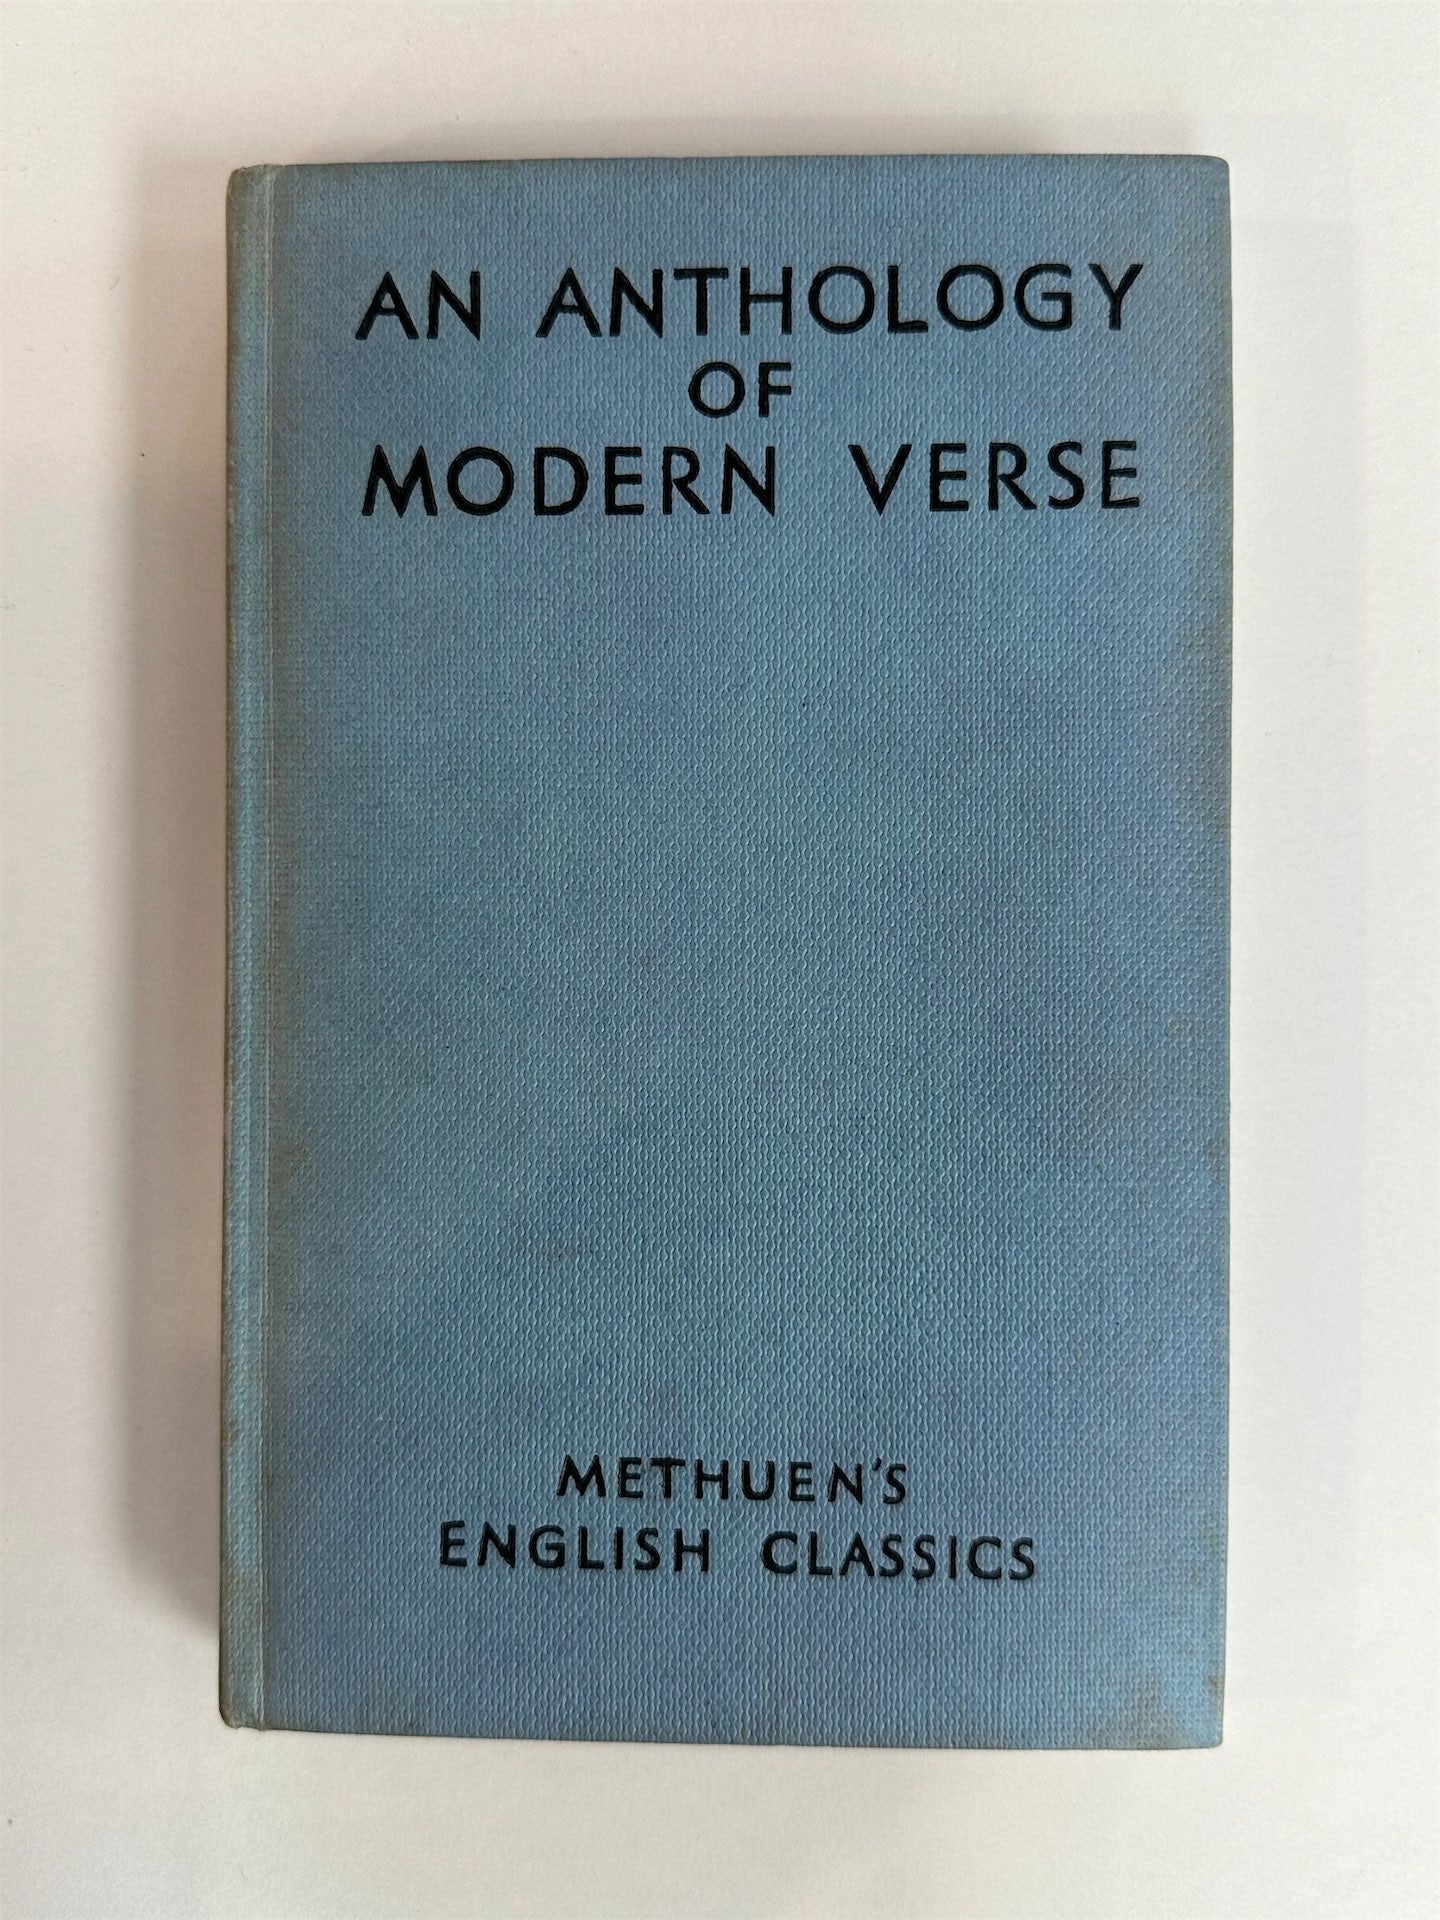 AN ANTHOLOGY
OF
MODERN VERSE
METHUEN'S
ENGLISH CLASSICS